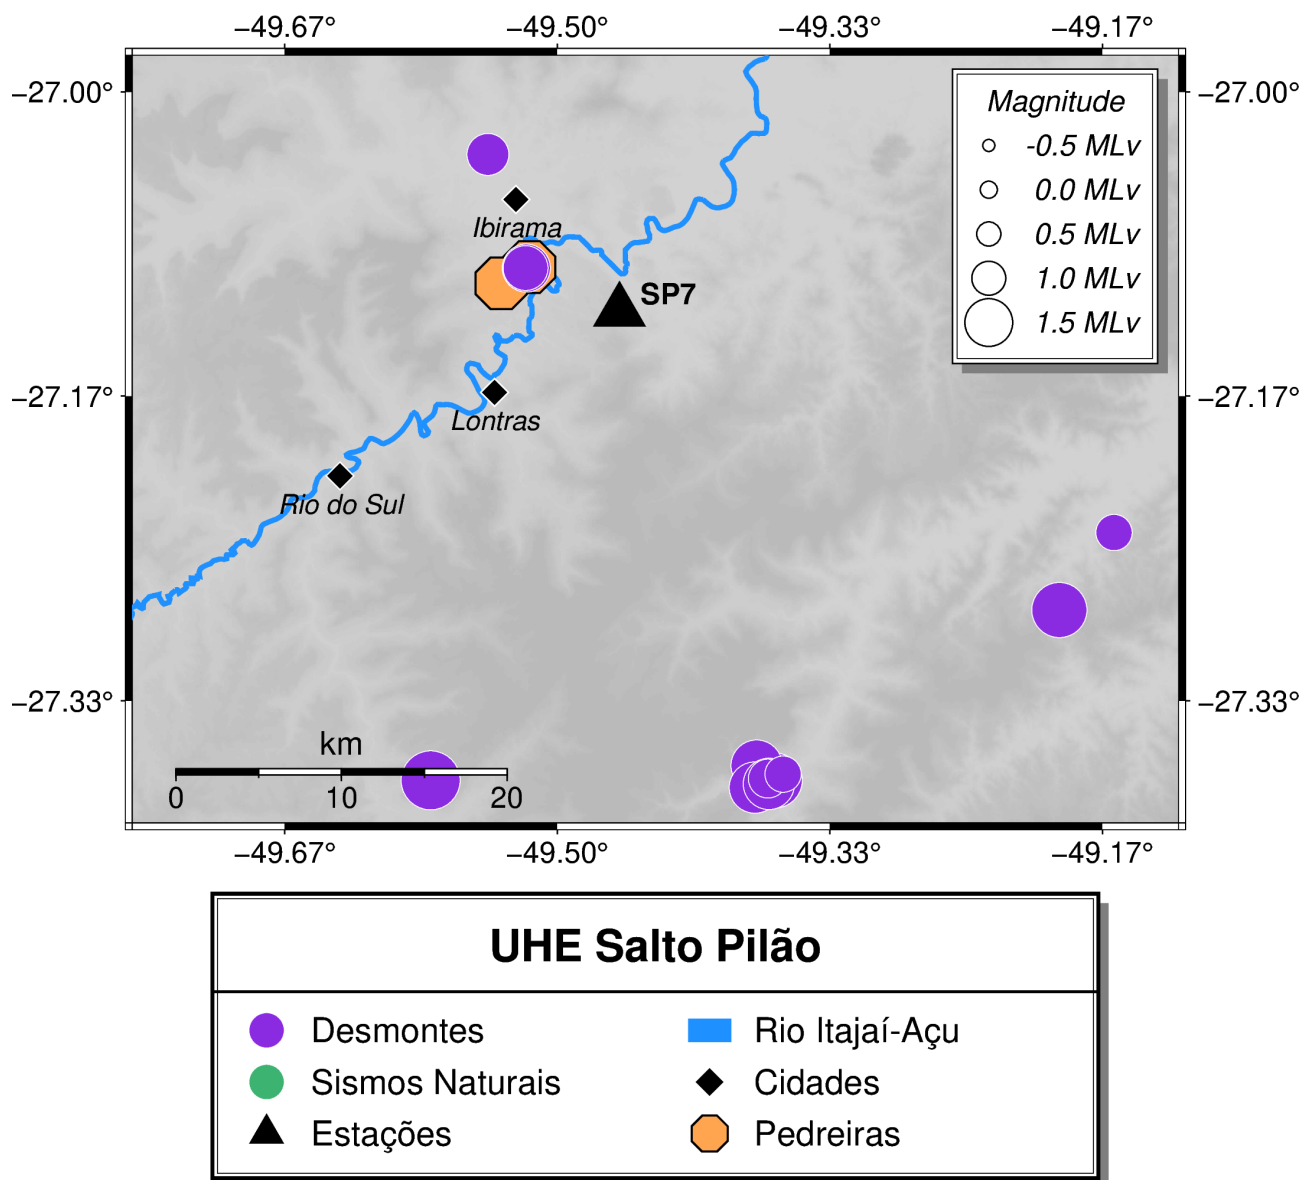 −49.67° −49.50° −49.33° −49.17°
−27.00° −27.00°
Magnitude
-0.5 MLv
0.0 MLv
0.5 MLv
1.0 MLv
1.5 MLv
Ibirama
SP7
−27.17° −27.17°
Lontras
Rio do Sul
−27.33° −27.33°
km
0 10 20
−49.67° −49.50° −49.33° −49.17°
UHE Salto Pilão
Desmontes Rio Itajaí-Açu
Sismos Naturais Cidades
Estações Pedreiras